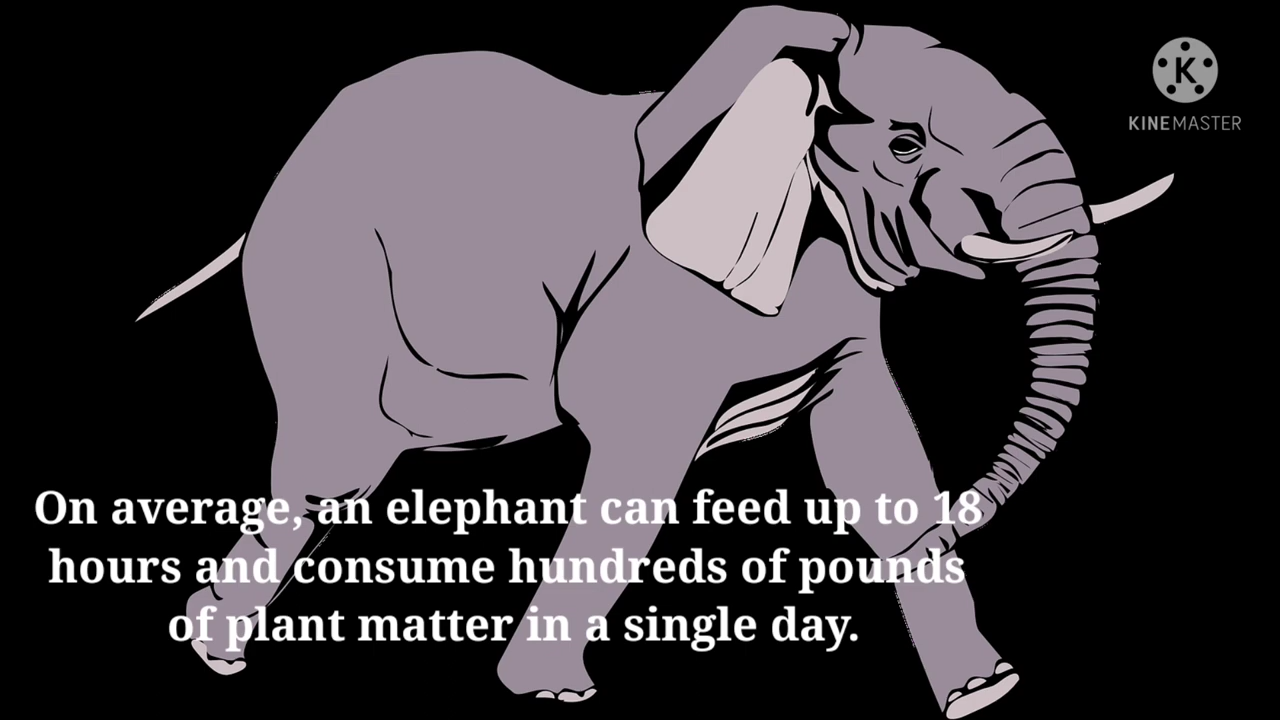 K
KINEMASTER
On average, an elephant can feed up to 18
hours and consume hundreds of pounds
of plant matter in a single day.